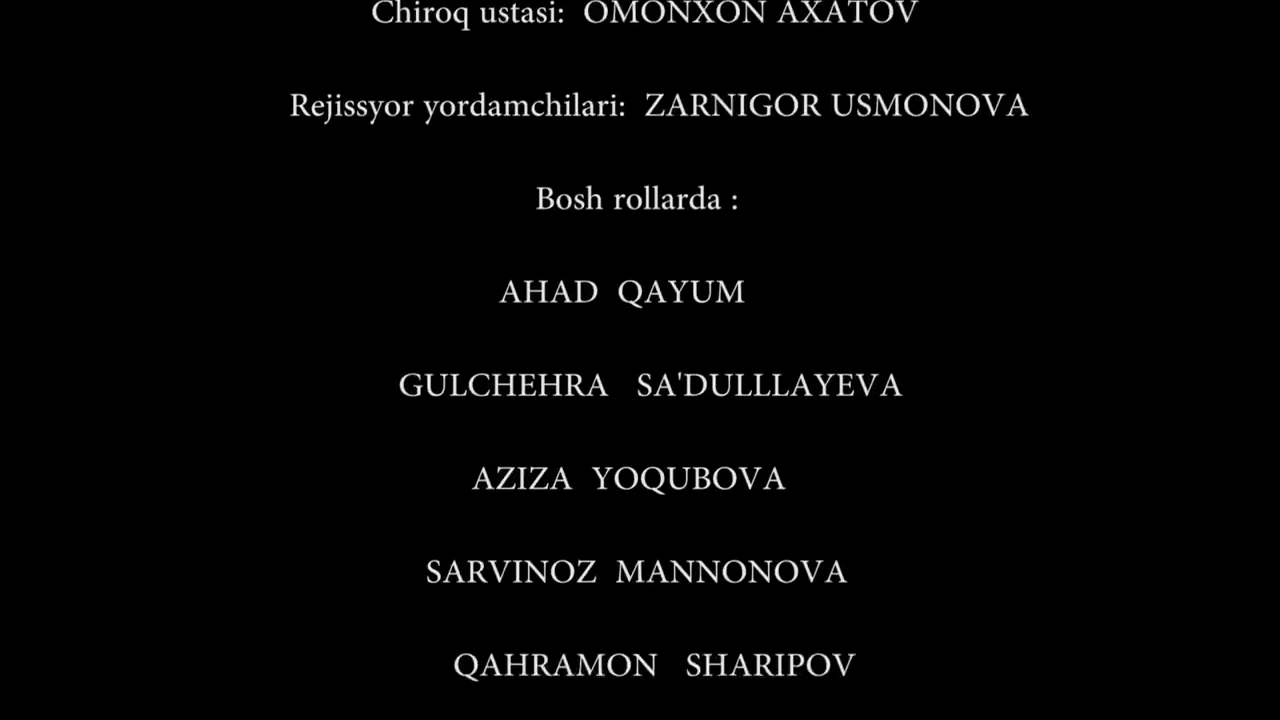 Chiroq ustasi: OMONXON AXATOV
Rejissyor yordamchilari: ZARNIGOR USMONOVA
Bosh rollarda :
AHAD QAYUM
GULCHEHRA SA'DULLLAYEVA
AZIZA YOQUBOVA
SARVINOZ MANNONOVA
QAHRAMON SHARIPOV